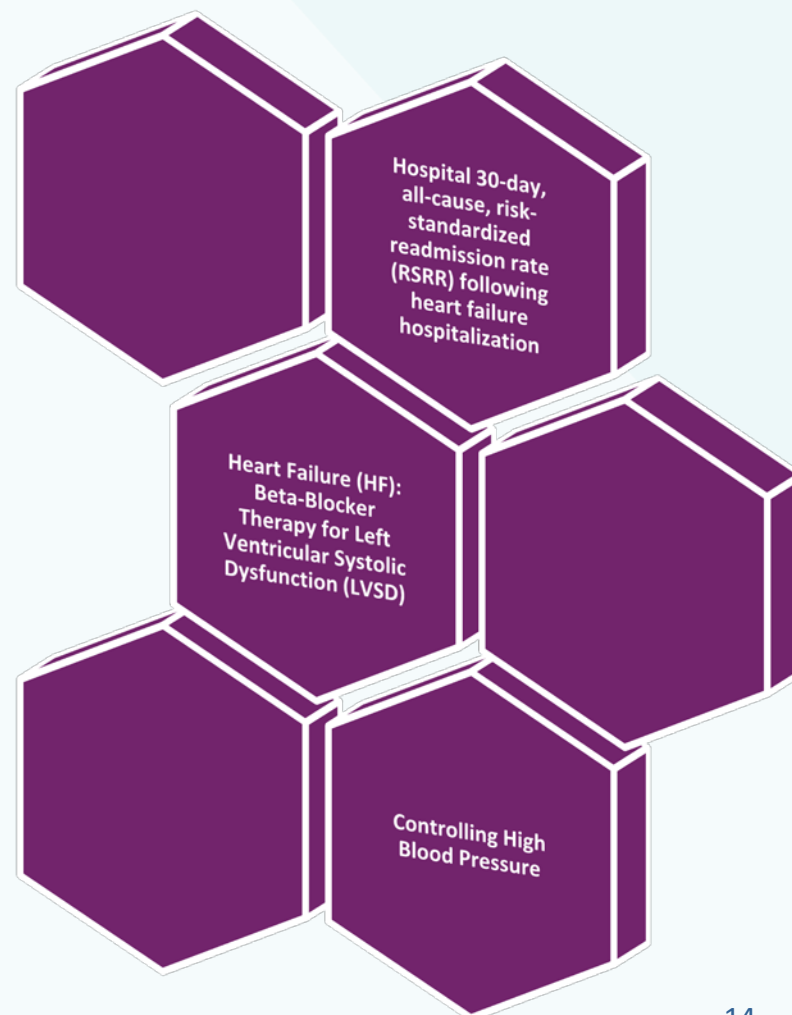 Hospital 30-day,
all-cause, risk-
standardized
readmission rate
(RSRR) following
heart failure
hospitalization
Heart Failure (HF):
Beta-Blocker
Therapy for Left
Ventricular Systolic
Dysfunction (LVSD)
Controlling High
Blood Pressure
14